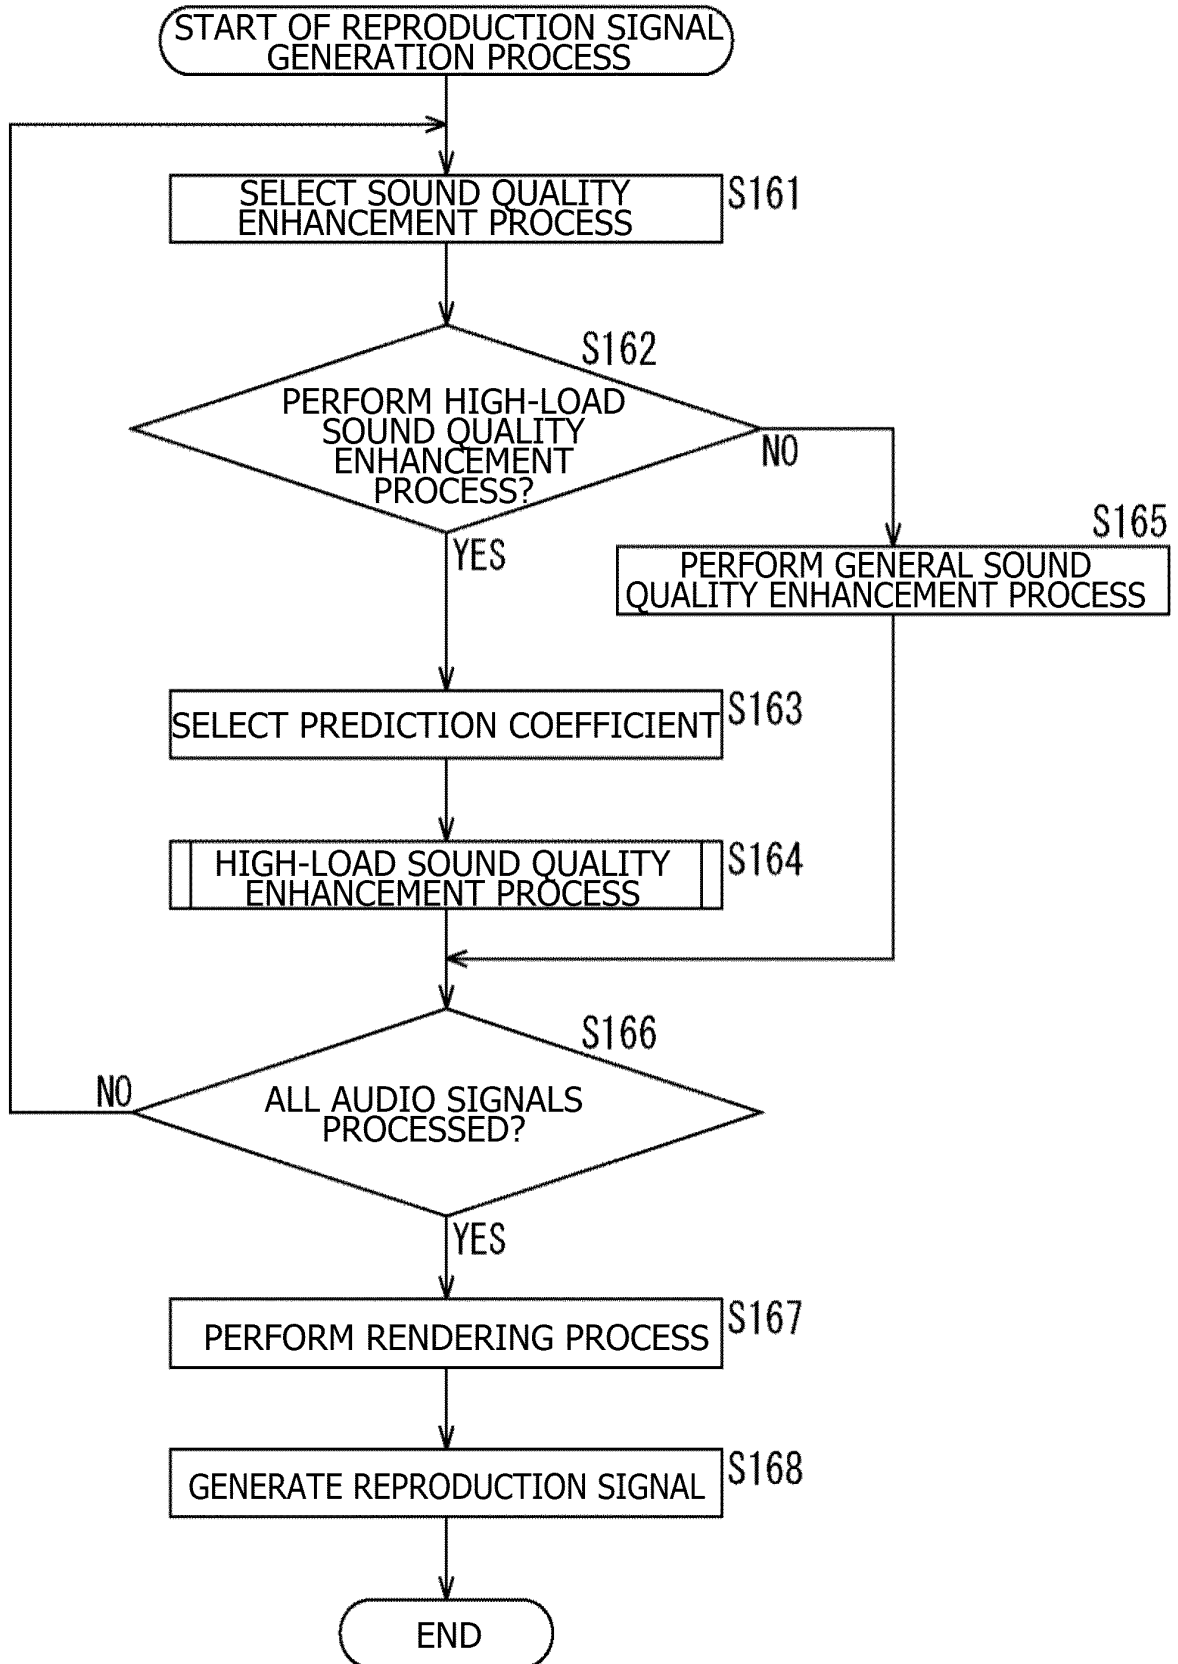 START OF REPRODUCTION SIGNAL
GENERATION PROCESS
SELECT SOUND QUALITY
ENHANCEMENT PROCESS
S161
S162
PERFORM HIGH-LOAD
SOUND QUALITY
ENHANCEMENT
PROCESS?
NO
YES
S165
PERFORM GENERAL SOUND
QUALITY ENHANCEMENT PROCESS
SELECT PREDICTION COEFFICIENT
S163
HIGH-LOAD SOUND QUALITY
ENHANCEMENT PROCESS
S164
S166
NO
ALL AUDIO SIGNALS
PROCESSED?
YES
PERFORM RENDERING PROCESS
S167
GENERATE REPRODUCTION SIGNAL
S168
END